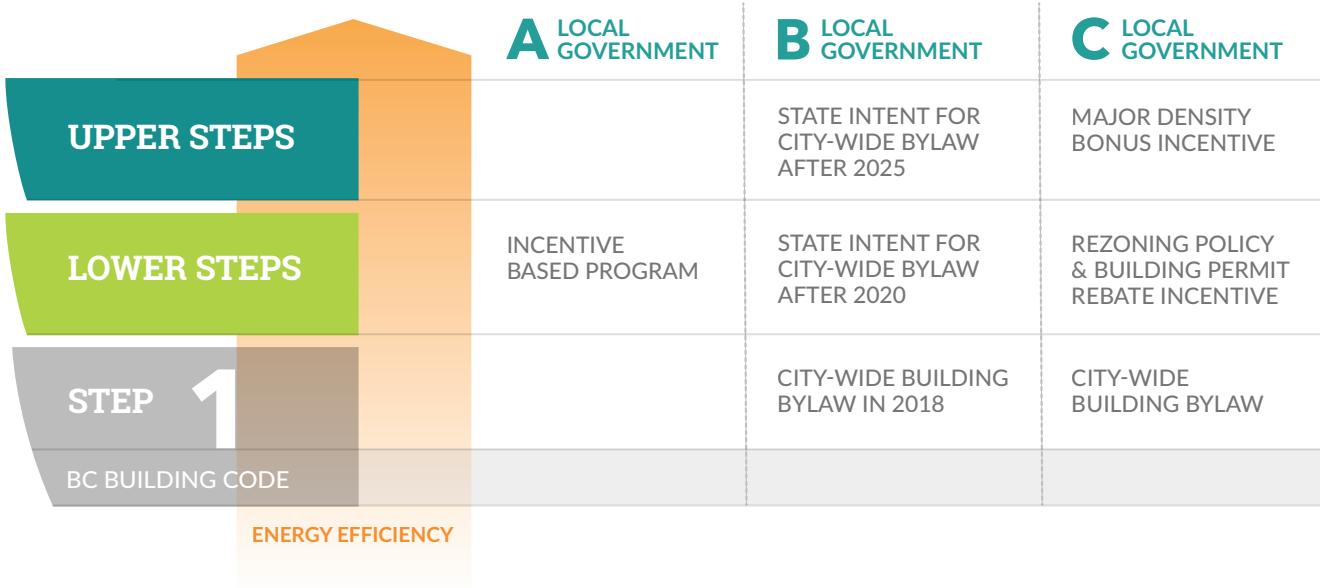 A LOCAL
GOVERNMENT
B LOCAL
GOVERNMENT
C LOCAL
GOVERNMENT
UPPER STEPS
STATE INTENT FOR
CITY-WIDE BYLAW
AFTER 2025
MAJOR DENSITY
BONUS INCENTIVE
LOWER STEPS
INCENTIVE
BASED PROGRAM
STATE INTENT FOR
CITY-WIDE BYLAW
AFTER 2020
REZONING POLICY
& BUILDING PERMIT
REBATE INCENTIVE
STEP 1
CITY-WIDE BUILDING
BYLAW IN 2018
CITY-WIDE
BUILDING BYLAW
BC BUILDING CODE
ENERGY EFFICIENCY